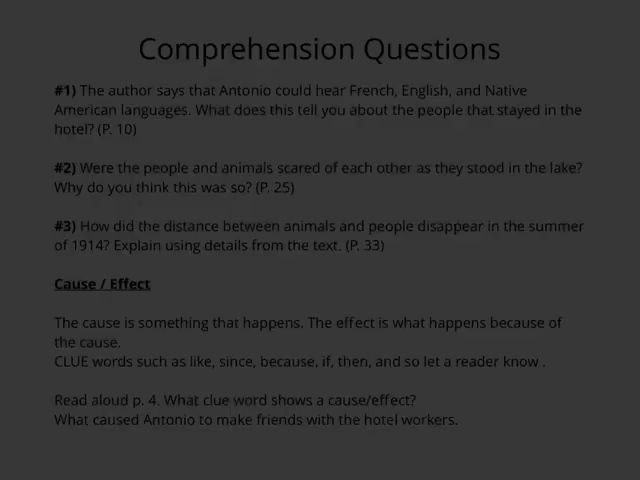 Comprehension Questions
#1) The author says that Antonio could hear French, English, and Native
American languages. What does this tell you about the people that stayed in the
hotel? (P. 10)
#2) Were the people and animals scared of each other as they stood in the lake?
Why do you think this was so? (P. 25)
#3) How did the distance between animals and people disappear in the summer
of 1914? Explain using details from the text. (P. 33)
Cause / Effect
The cause is something that happens. The effect is what happens because of
the cause.
CLUE words such as like, since, because, if, then, and so let a reader know .
Read aloud p. 4. What clue word shows a cause/effect?
What caused Antonio to make friends with the hotel workers.